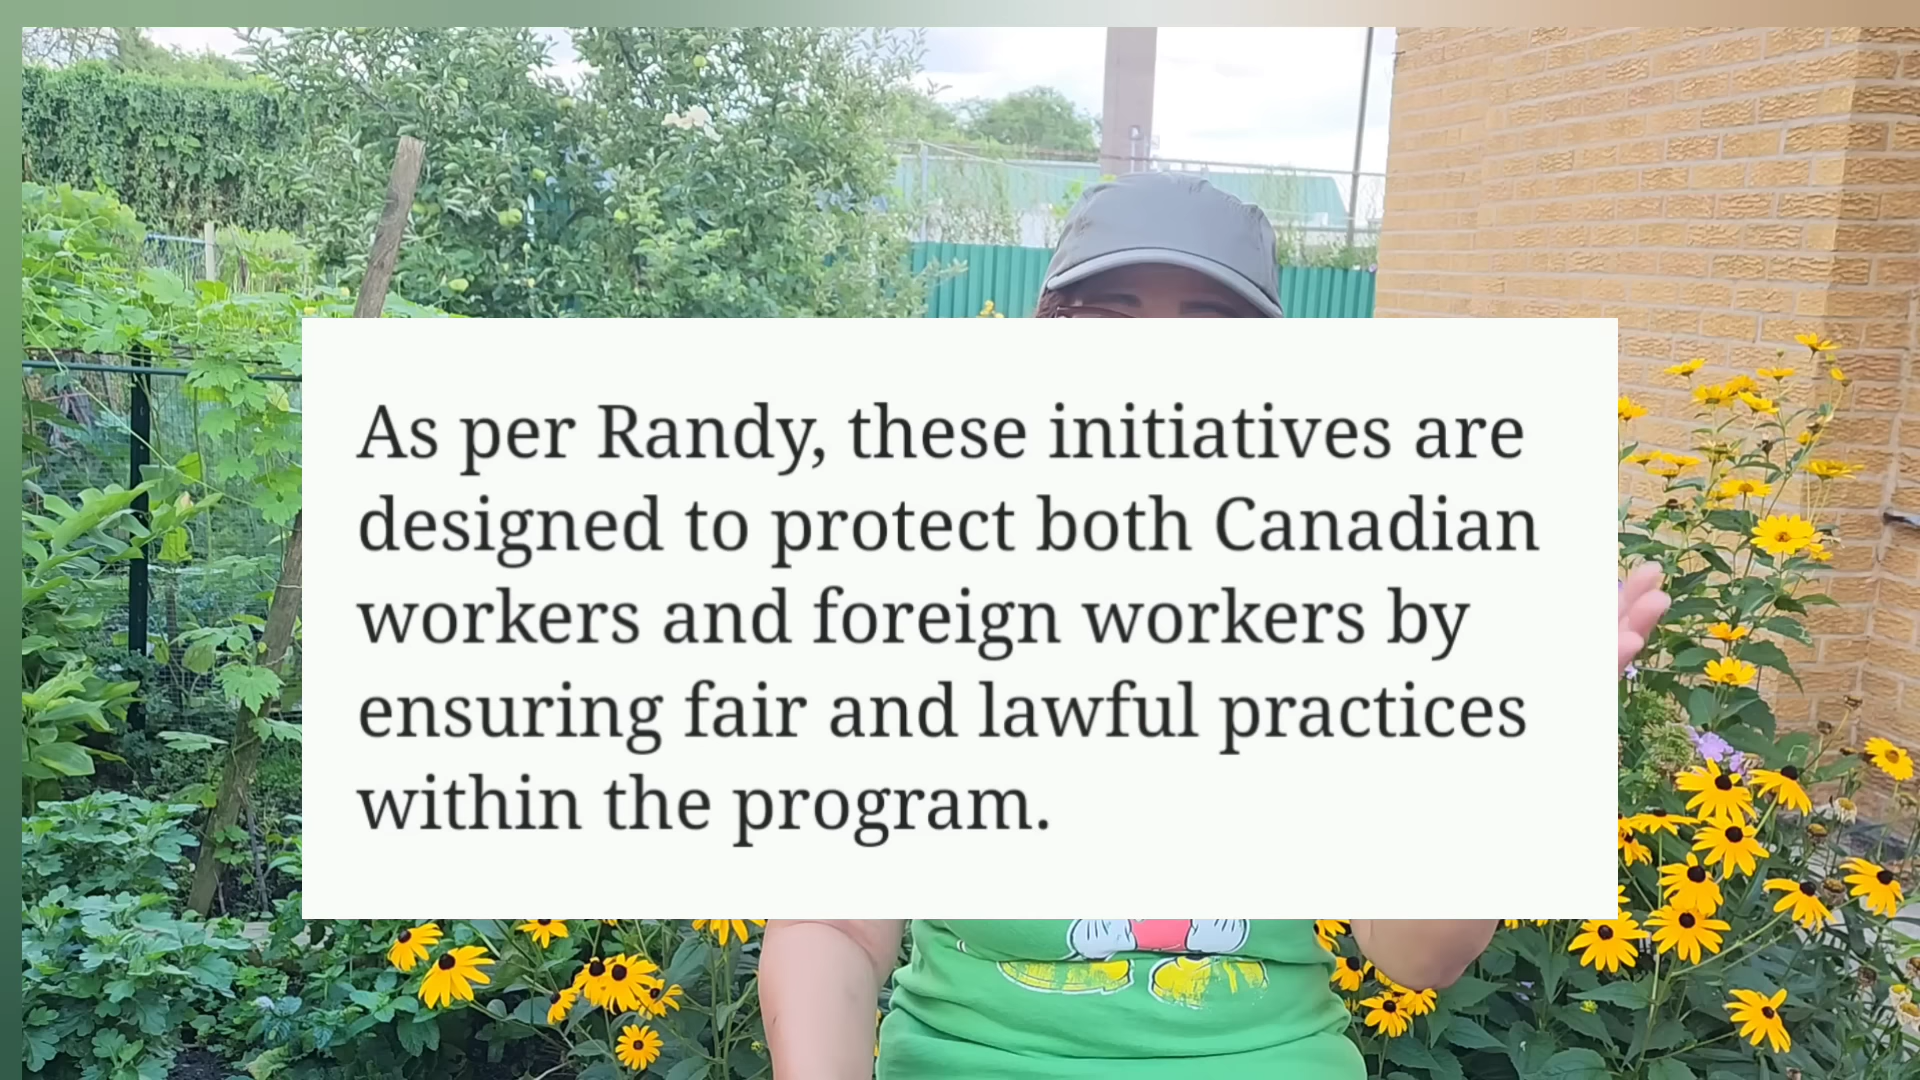 As per Randy, these initiatives are
designed to protect both Canadian
workers and foreign workers by
ensuring fair and lawful practices
within the program.